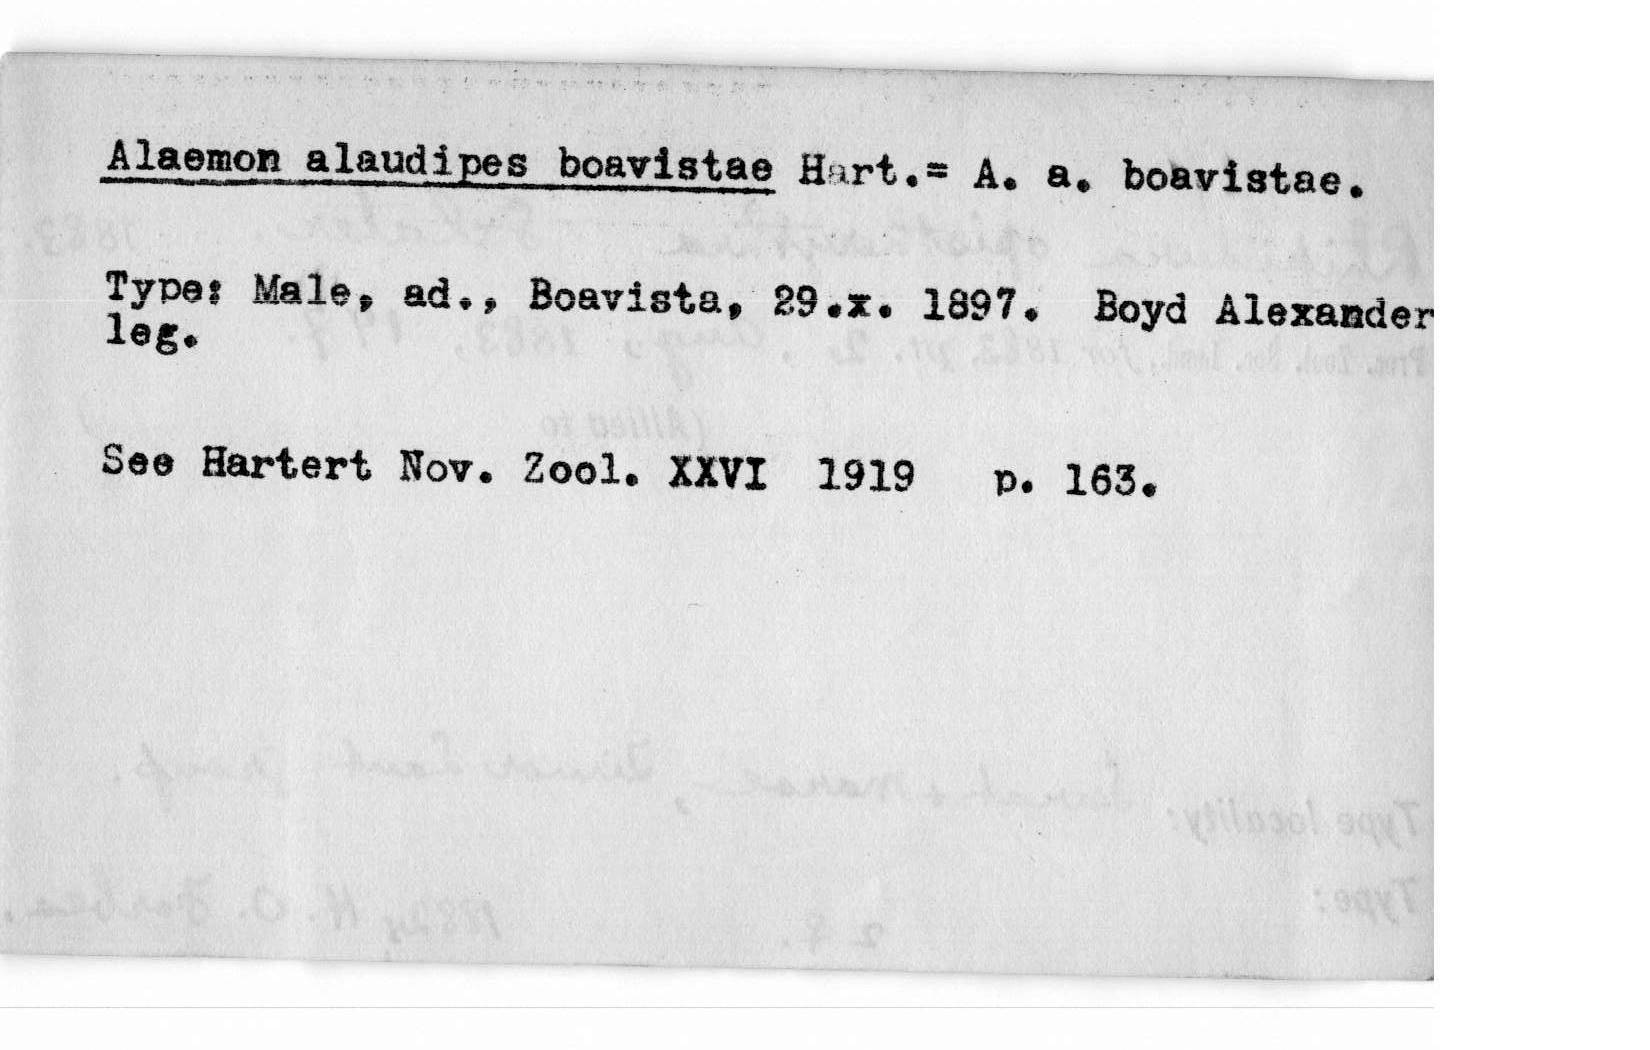 Alaemon alaudipes boavistae Hart.= A. a. boavistae.
Type: Male, ad., Boavista, 29.x. 1897. Boyd Alexander
leg.
See Hartert Nov. Zool. XXVI 1919 p. 163.